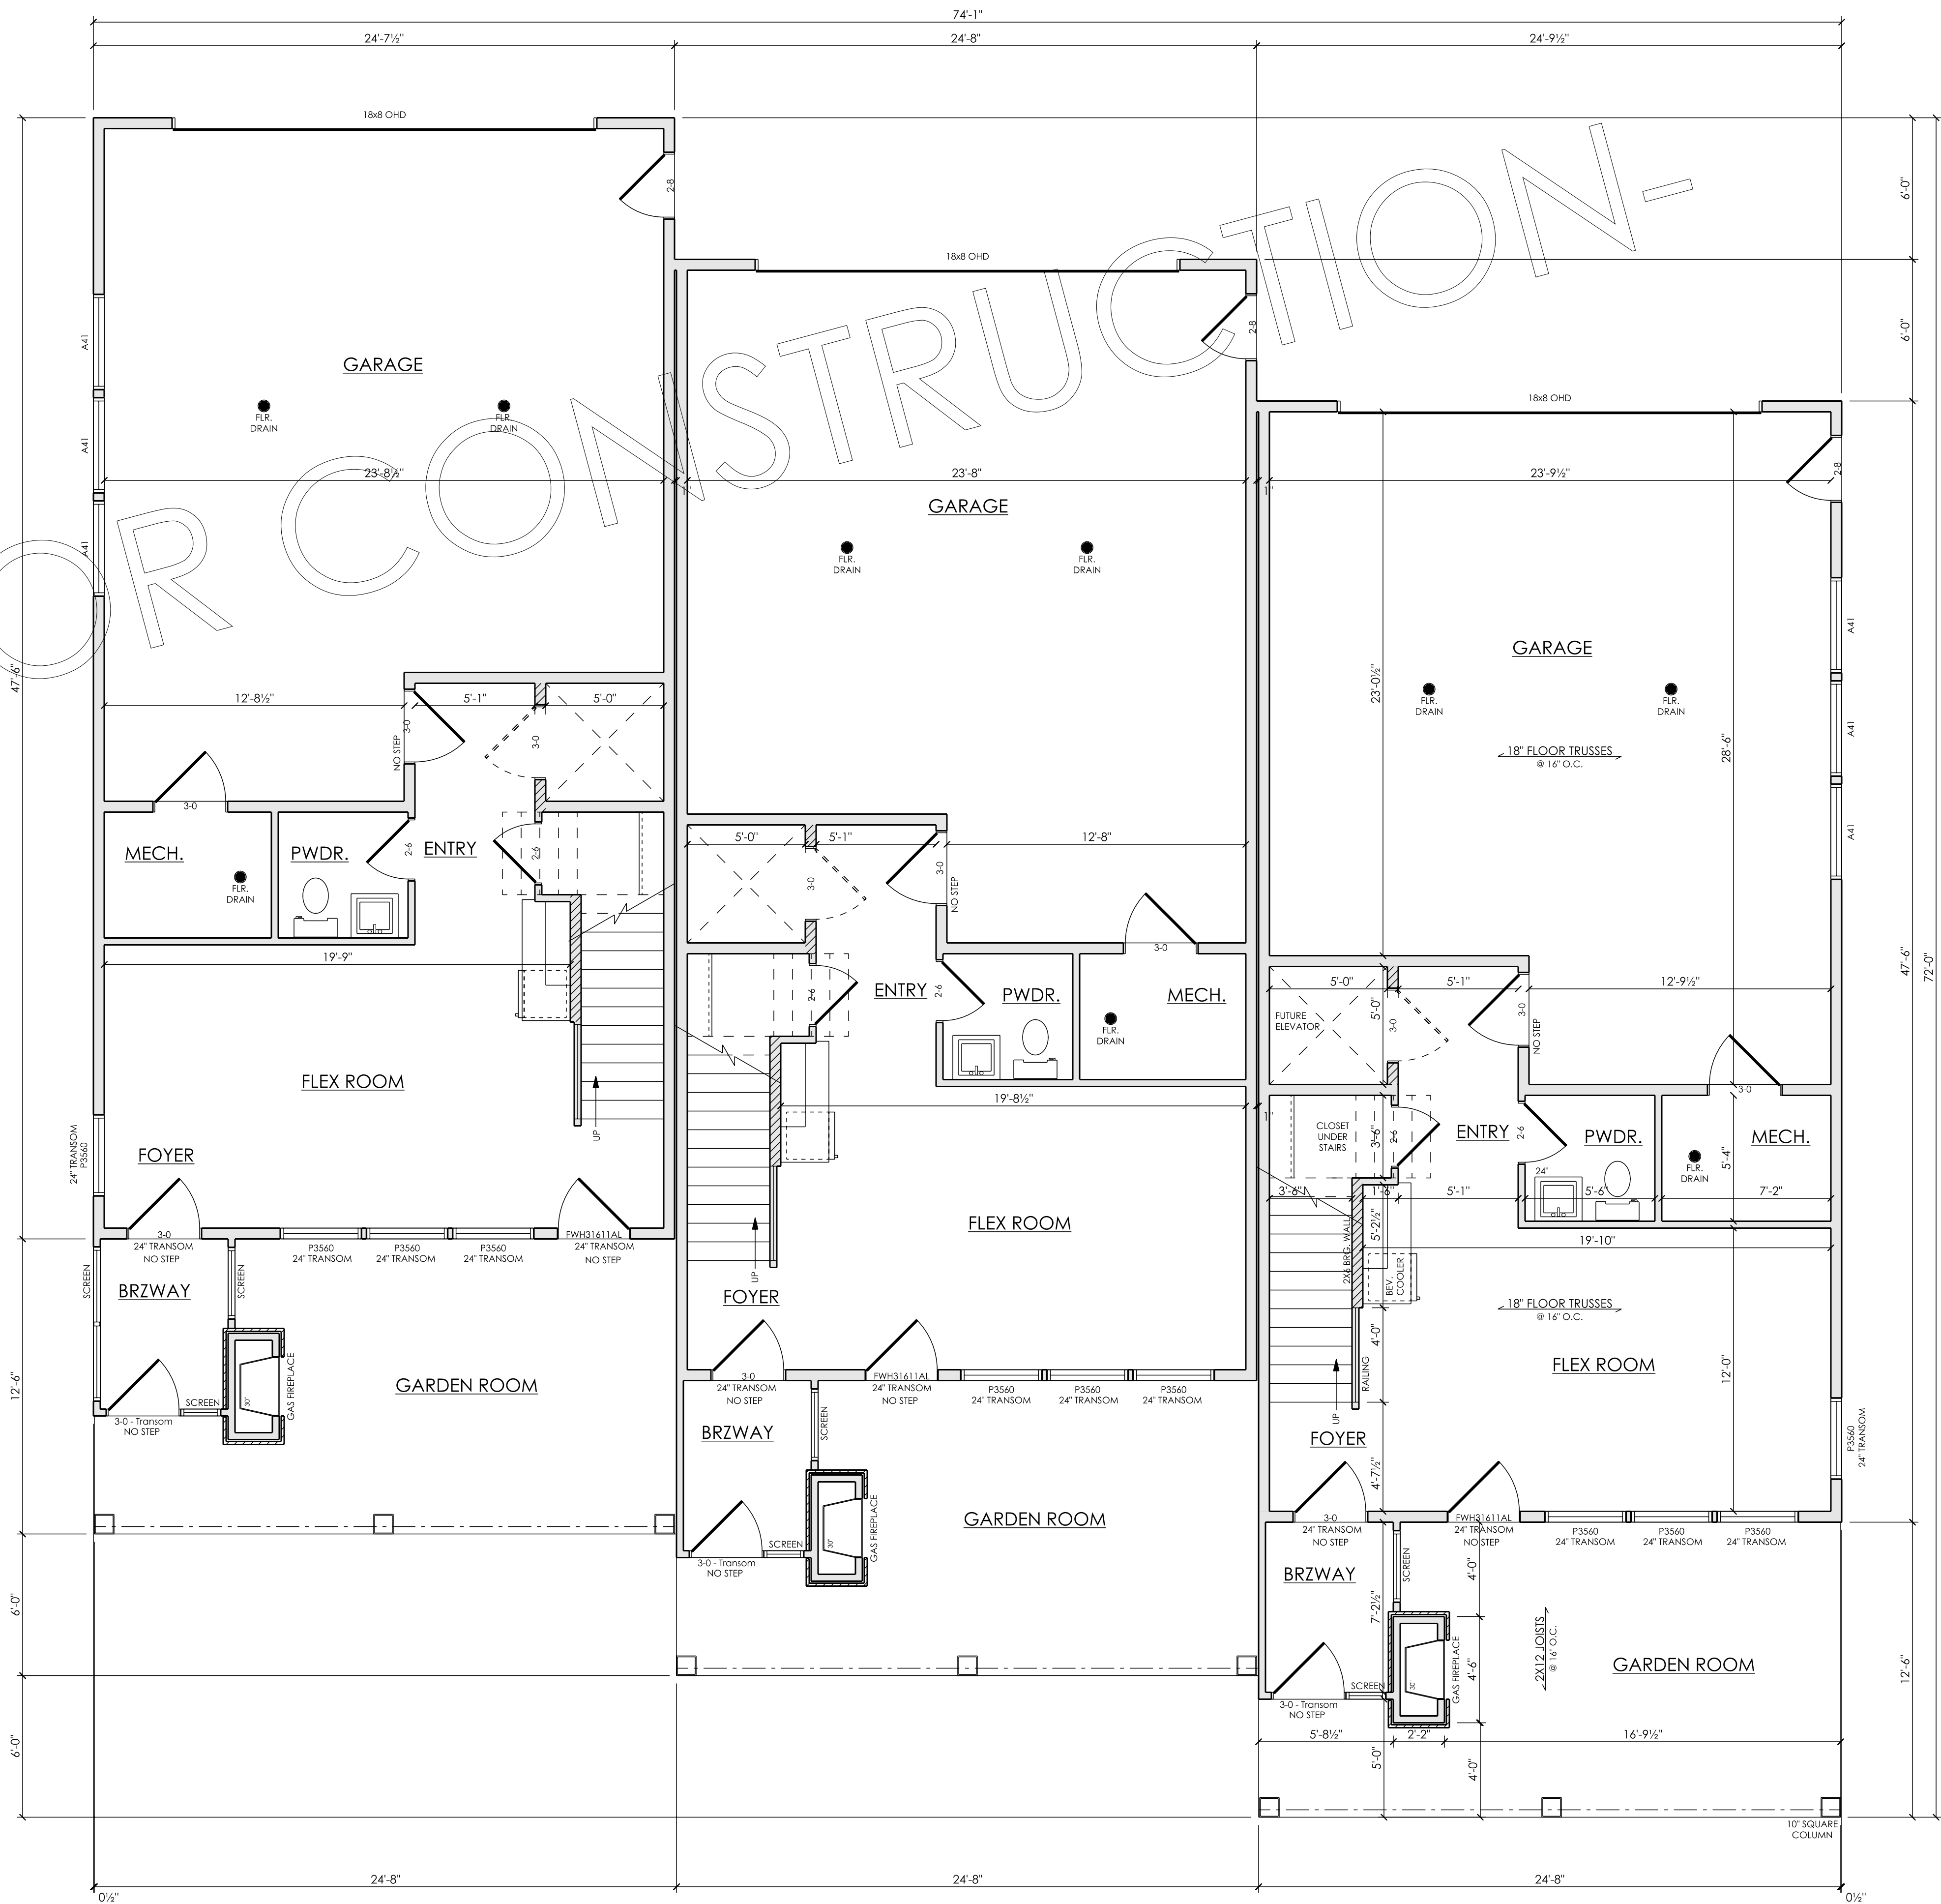 74'-1"
24'-7½"
24'-8"
24'-9½"
18x8 OHD
2-8
6'-0"
OR CONSTRUCTION-
18x8 OHD
2-8
6'-0"
A41
GARAGE
18x8 OHD
FLR.
DRAIN
FLR.
DRAIN
A41
23'-8½"
1"
23'-8"
1"
23'-9½"
2-8
GARAGE
A41
FLR.
DRAIN
FLR.
DRAIN
A41
GARAGE
47'-6"
23'-0½"
12'-8½"
5'-1"
5'-0"
FLR.
DRAIN
FLR.
DRAIN
3-0
NO STEP
3-0
A41
18" FLOOR TRUSSES
@ 16" O.C.
28'-6"
3-0
MECH.
PWDR.
2-6
ENTRY
2-6
5'-0"
5'-1"
12'-8"
A41
FLR.
DRAIN
3-0
3-0
NO STEP
19'-9"
3-0
47'-6"
72'-0"
ENTRY
2-6
2-6
PWDR.
MECH.
5'-0"
5'-1"
12'-9½"
FUTURE
ELEVATOR
5'-0"
3-0
3-0
NO STEP
FLR.
DRAIN
FLEX ROOM
3-0
UP
19'-8½"
1"
CLOSET
UNDER
STAIRS
3'-6"
2-6
ENTRY
2-6
PWDR.
MECH.
24" TRANSOM
P3560
FOYER
5'-4"
FLR.
DRAIN
24"
3'-6"
1'-6"
5'-1"
5'-6"
7'-2"
FLEX ROOM
5'-2½"
2X6 BRG. WALL
19'-10"
3-0
24" TRANSOM
NO STEP
P3560
24" TRANSOM
P3560
24" TRANSOM
P3560
24" TRANSOM
FWH31611AL
24" TRANSOM
NO STEP
SCREEN
BRZWAY
SCREEN
UP
FOYER
BEV.
COOLER
18" FLOOR TRUSSES
@ 16" O.C.
4'-0"
FLEX ROOM
12'-0"
RAILING
12'-6"
GARDEN ROOM
GAS FIREPLACE
30"
SCREEN
3-0 - Transom
NO STEP
3-0
24" TRANSOM
NO STEP
FWH31611AL
24" TRANSOM
NO STEP
P3560
24" TRANSOM
P3560
24" TRANSOM
P3560
24" TRANSOM
BRZWAY
SCREEN
UP
FOYER
P3560
24" TRANSOM
4'-7½"
GARDEN ROOM
GAS FIREPLACE
30"
SCREEN
3-0 - Transom
NO STEP
3-0
24" TRANSOM
NO STEP
FWH31611AL
24" TRANSOM
NO STEP
P3560
24" TRANSOM
P3560
24" TRANSOM
P3560
24" TRANSOM
BRZWAY
SCREEN
4'-0"
6'-0"
7'-2½"
2X12 JOISTS
@ 16" O.C.
GARDEN ROOM
12'-6"
GAS FIREPLACE
4'-6"
30"
SCREEN
3-0 - Transom
NO STEP
5'-8½"
2'-2"
16'-9½"
6'-0"
5'-0"
4'-0"
10" SQUARE
COLUMN
24'-8"
24'-8"
24'-8"
0½"
0½"